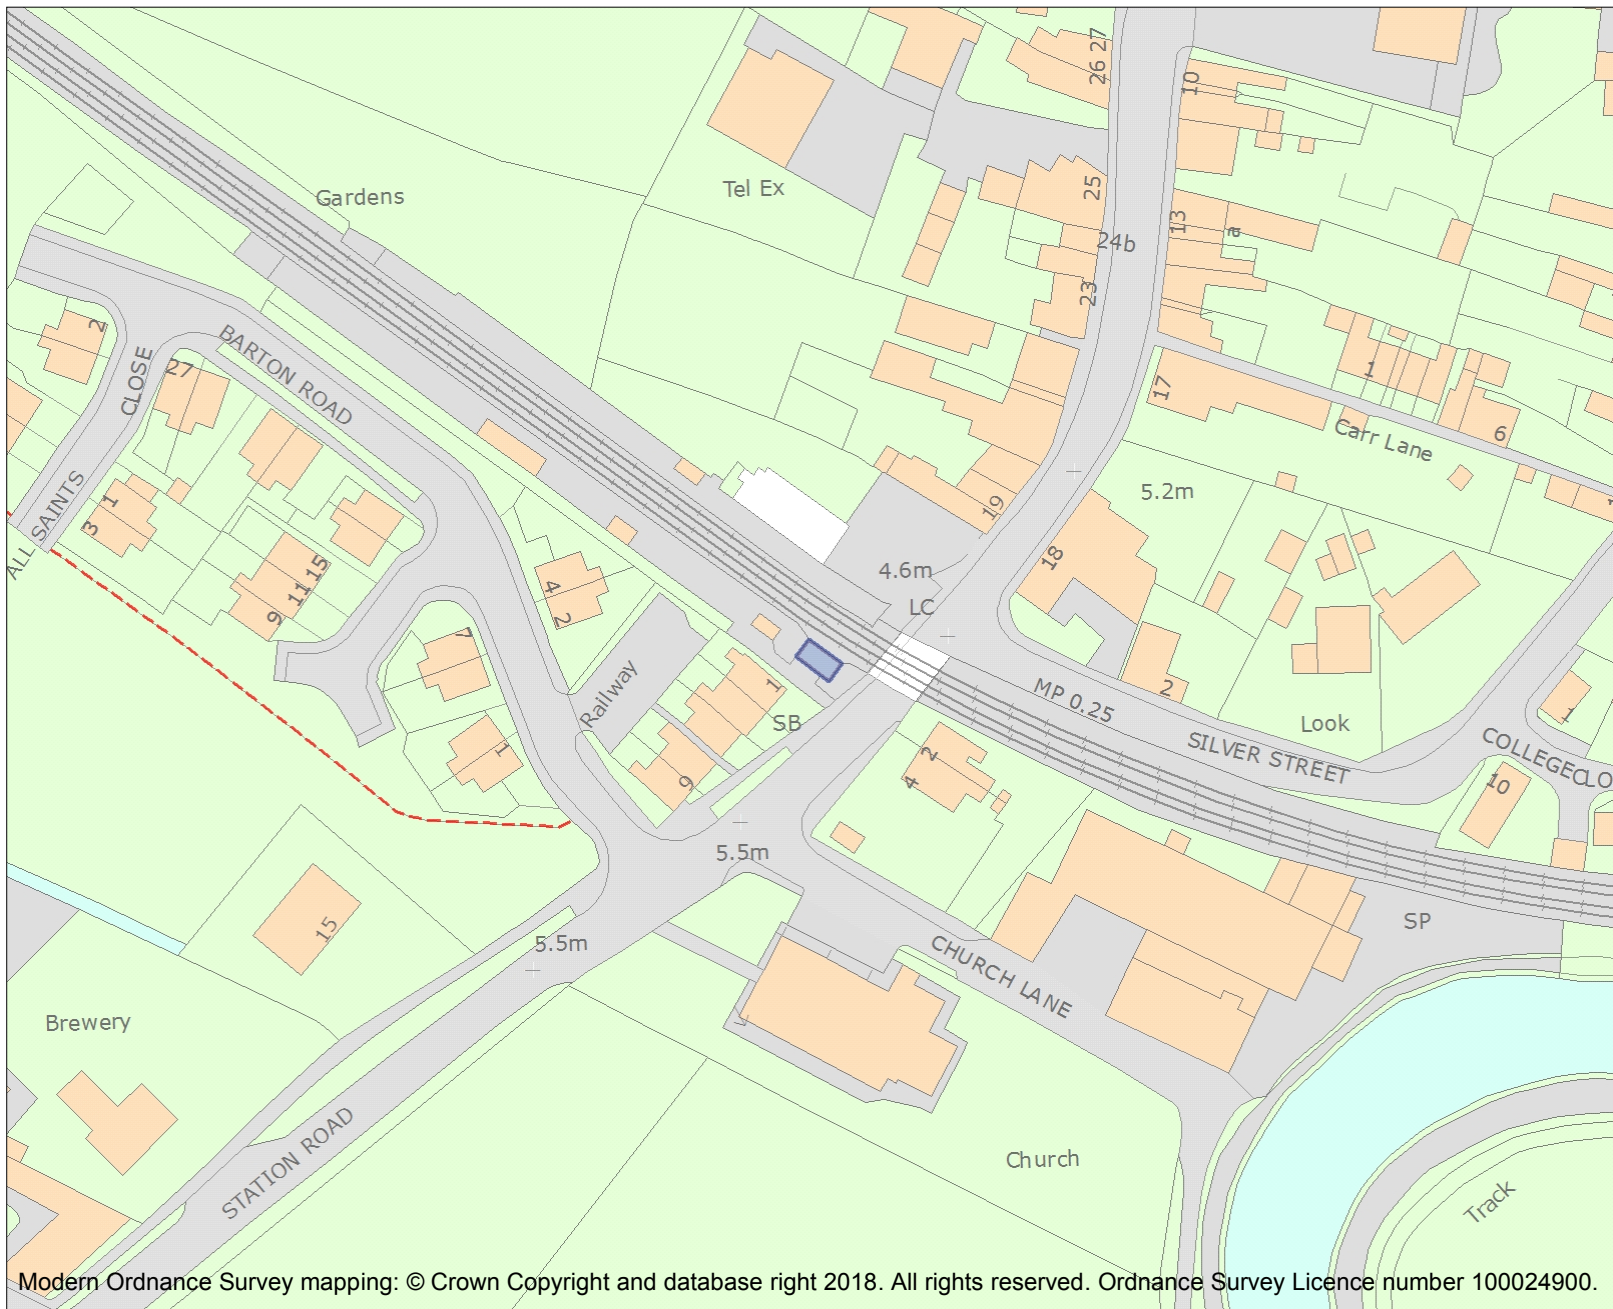 26 27
10
Gardens
Tel Ex
25
13
24b
23
2
BARTON ROAD
CLOSE
27
17
1
Carr Lane
6
5.2m
19
ALL SAINTS
1
3
18
4.6m
LC
15
11
9
4
2
7
Railway
1
SB
MP 0.25
2
Look
1
SILVER STREET
COLLEGE CLO
10
1
9
2
4
5.5m
15
5.5m
CHURCH LANE
SP
Brewery
STATION ROAD
Church
Track
Modern Ordnance Survey mapping: © Crown Copyright and database right 2018. All rights reserved. Ordnance Survey Licence number 100024900.